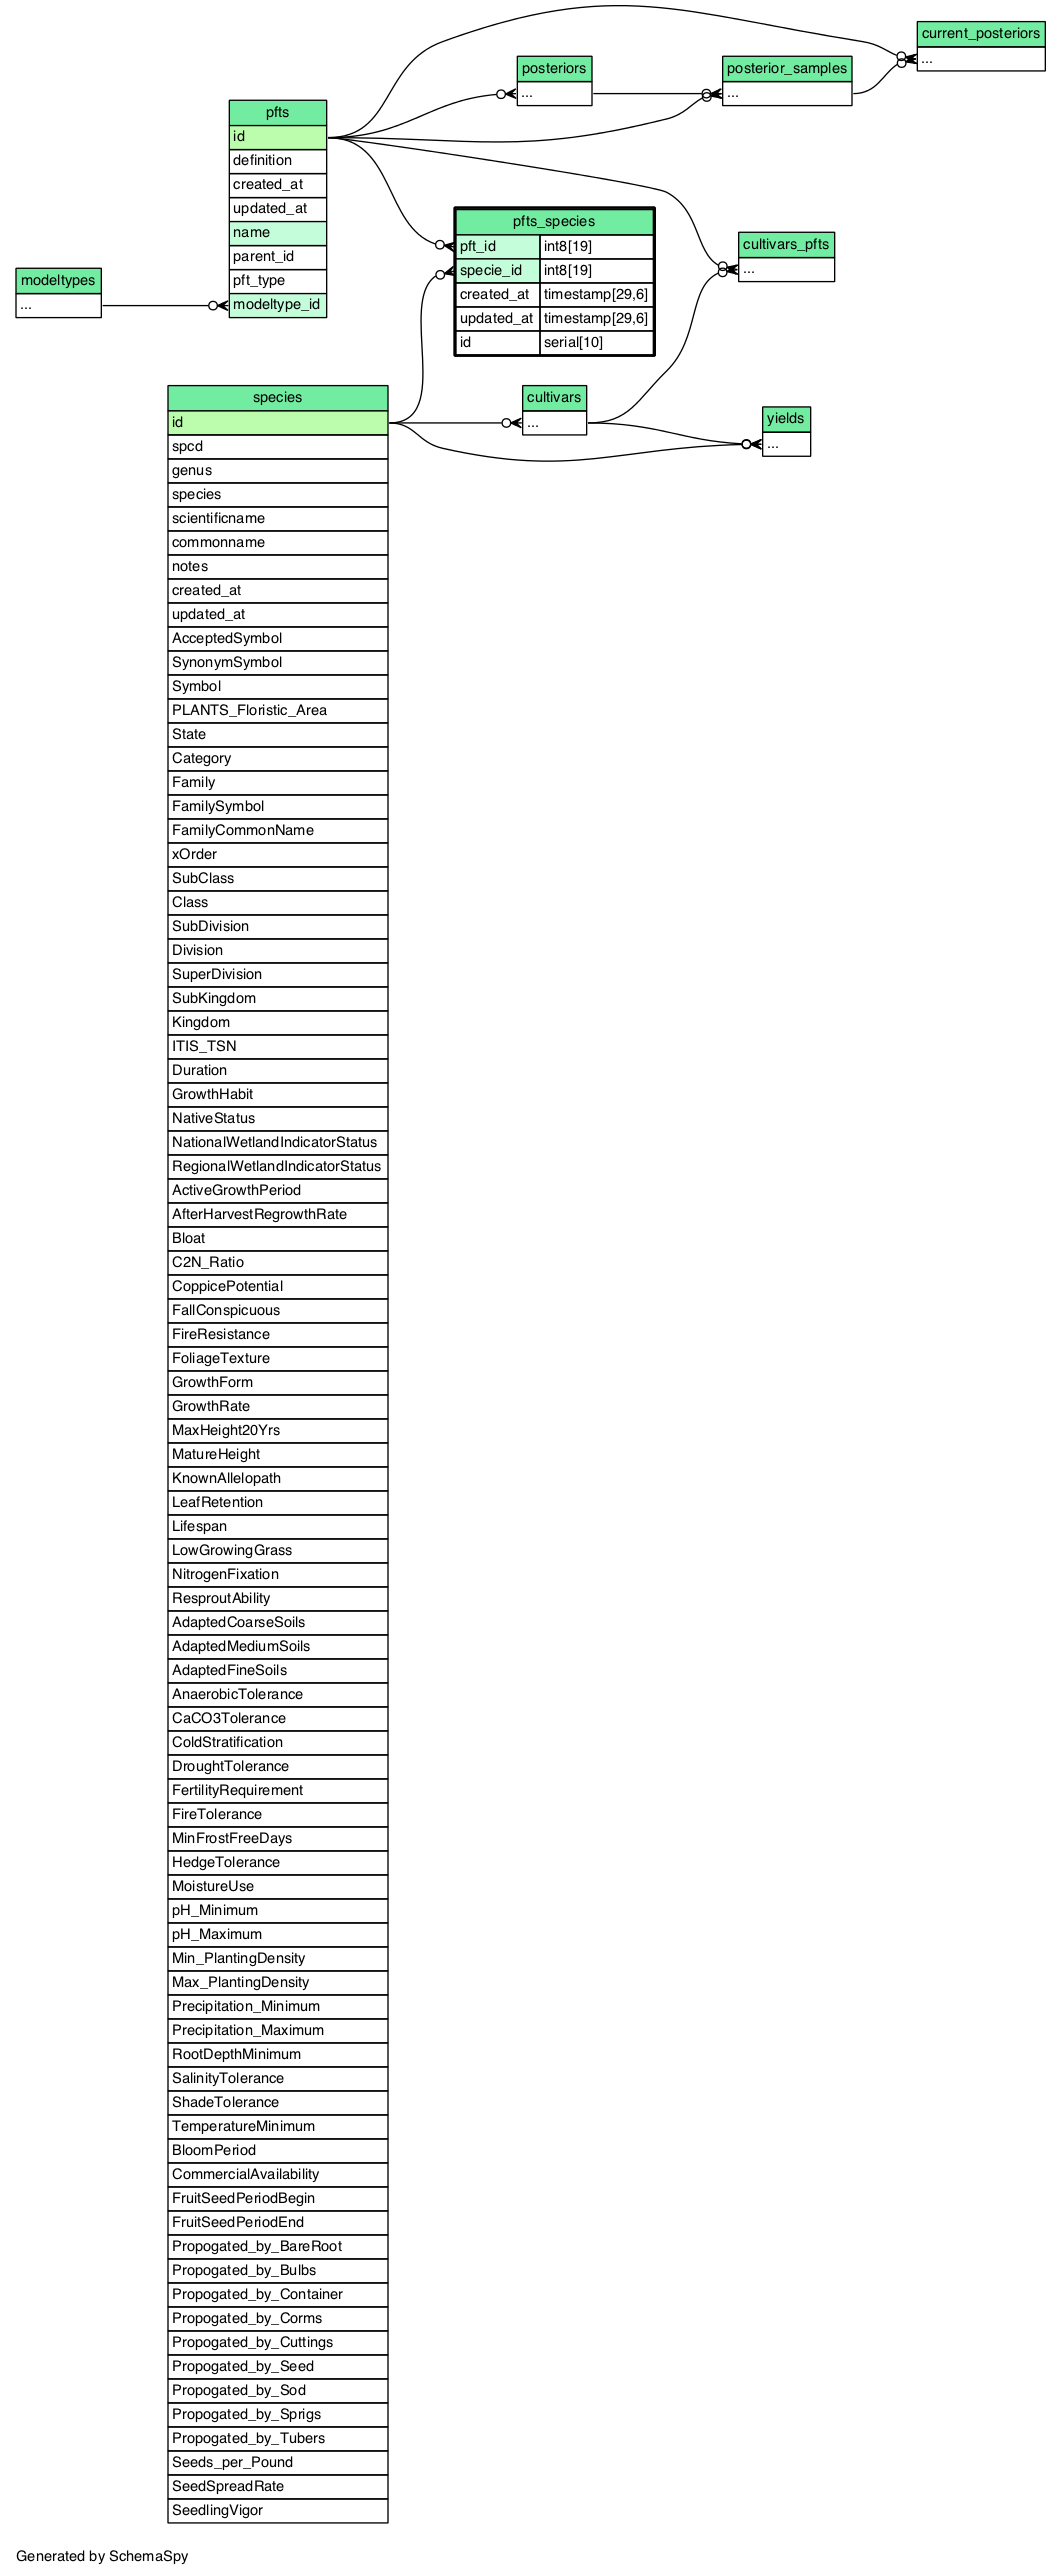 current_posteriors
...
posteriors
...
posterior_samples
...
pfts
id
definition
created_at
updated_at
name
parent_id
pft_type
modeltype_id
modeltypes
...
pfts_species
pft_id int8[19]
specie_id int8[19]
created_at timestamp[29,6]
updated_at timestamp[29,6]
id serial[10]
cultivars_pfts
...
cultivars
...
yields
...
species
id
spcd
genus
species
scientificname
commonname
notes
created_at
updated_at
AcceptedSymbol
SynonymSymbol
Symbol
PLANTS_Floristic_Area
State
Category
Family
FamilySymbol
FamilyCommonName
xOrder
SubClass
Class
SubDivision
Division
SuperDivision
SubKingdom
Kingdom
ITIS_TSN
Duration
GrowthHabit
NativeStatus
NationalWetlandIndicatorStatus
RegionalWetlandIndicatorStatus
ActiveGrowthPeriod
AfterHarvestRegrowthRate
Bloat
C2N_Ratio
CoppicePotential
FallConspicuous
FireResistance
FoliageTexture
GrowthForm
GrowthRate
MaxHeight20Yrs
MatureHeight
KnownAllelopath
LeafRetention
Lifespan
LowGrowingGrass
NitrogenFixation
ResproutAbility
AdaptedCoarseSoils
AdaptedMediumSoils
AdaptedFineSoils
AnaerobicTolerance
CaCO3Tolerance
ColdStratification
DroughtTolerance
FertilityRequirement
FireTolerance
MinFrostFreeDays
HedgeTolerance
MoistureUse
pH_Minimum
pH_Maximum
Min_PlantingDensity
Max_PlantingDensity
Precipitation_Minimum
Precipitation_Maximum
RootDepthMinimum
SalinityTolerance
ShadeTolerance
TemperatureMinimum
BloomPeriod
CommercialAvailability
FruitSeedPeriodBegin
FruitSeedPeriodEnd
Propogated_by_BareRoot
Propogated_by_Bulbs
Propogated_by_Container
Propogated_by_Corms
Propogated_by_Cuttings
Propogated_by_Seed
Propogated_by_Sod
Propogated_by_Sprigs
Propogated_by_Tubers
Seeds_per_Pound
SeedSpreadRate
SeedlingVigor
Generated by SchemaSpy